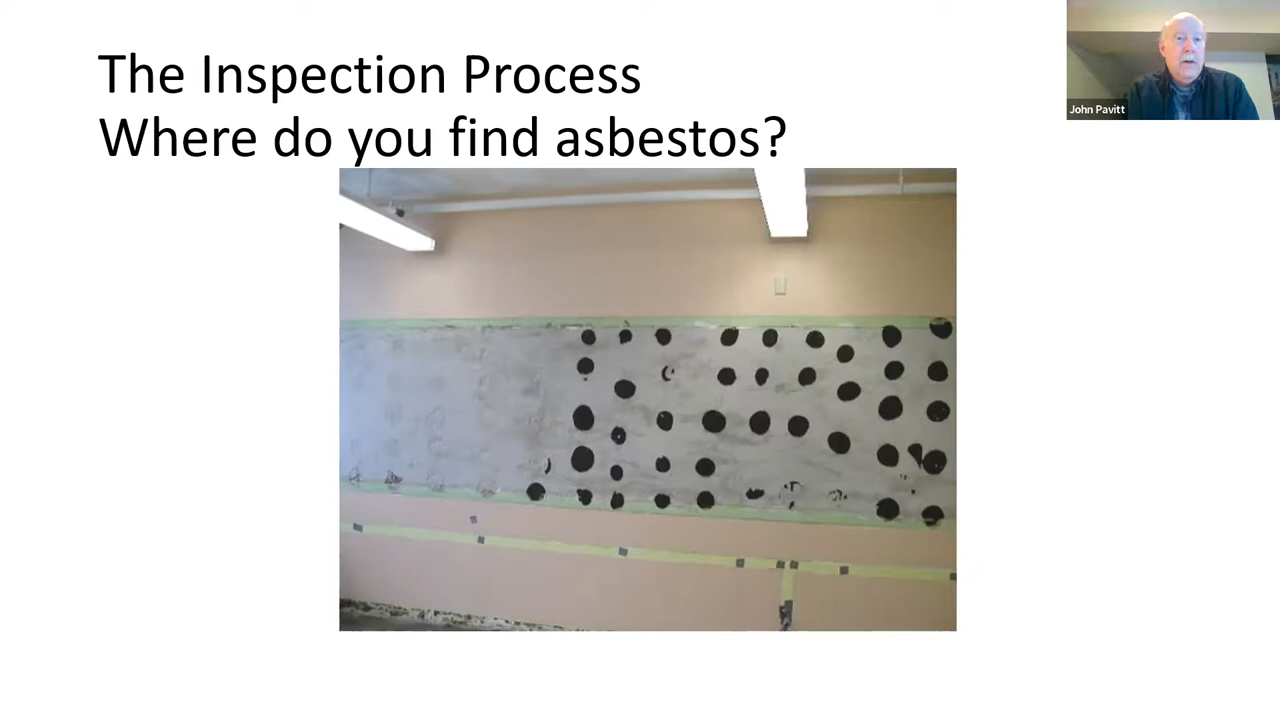 The Inspection Process
Where do you find asbestos?
John Pavitt